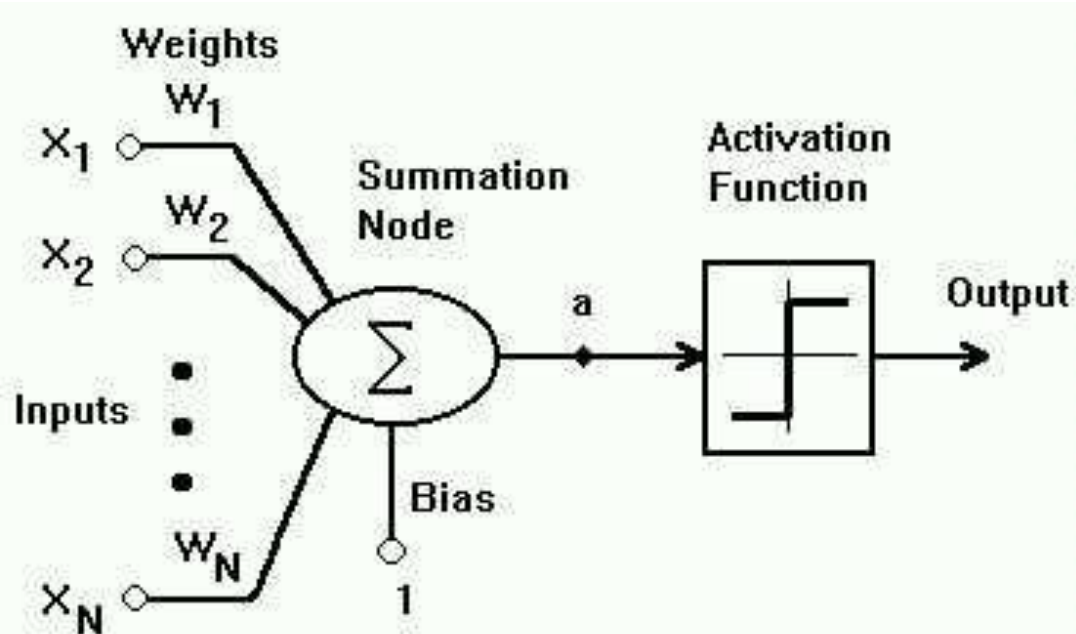 Weights
W1
X1
Activation
Function
Summation
Node
W2
X2
Output
a
Σ
Inputs
Bias
WN
XN
1